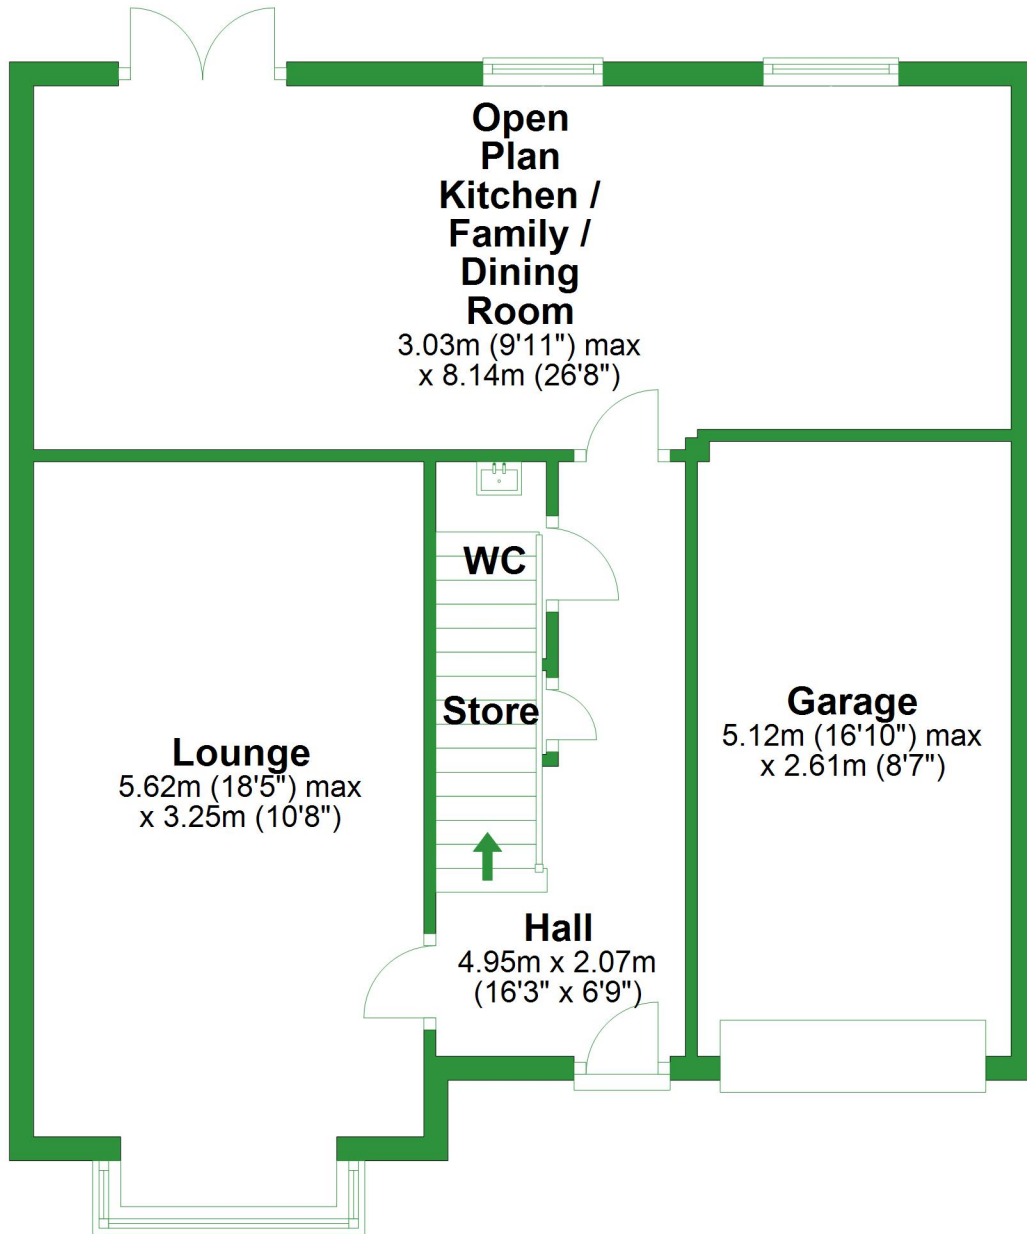 Open
Plan
Kitchen /
Family /
Dining
Room
3.03m (9'11") max
x 8.14m (26'8")
WC
Store
Garage
5.12m (16'10") max
x 2.61m (8'7")
Lounge
5.62m (18'5") max
x 3.25m (10'8")
Hall
4.95m x 2.07m
(16'3" x 6'9")